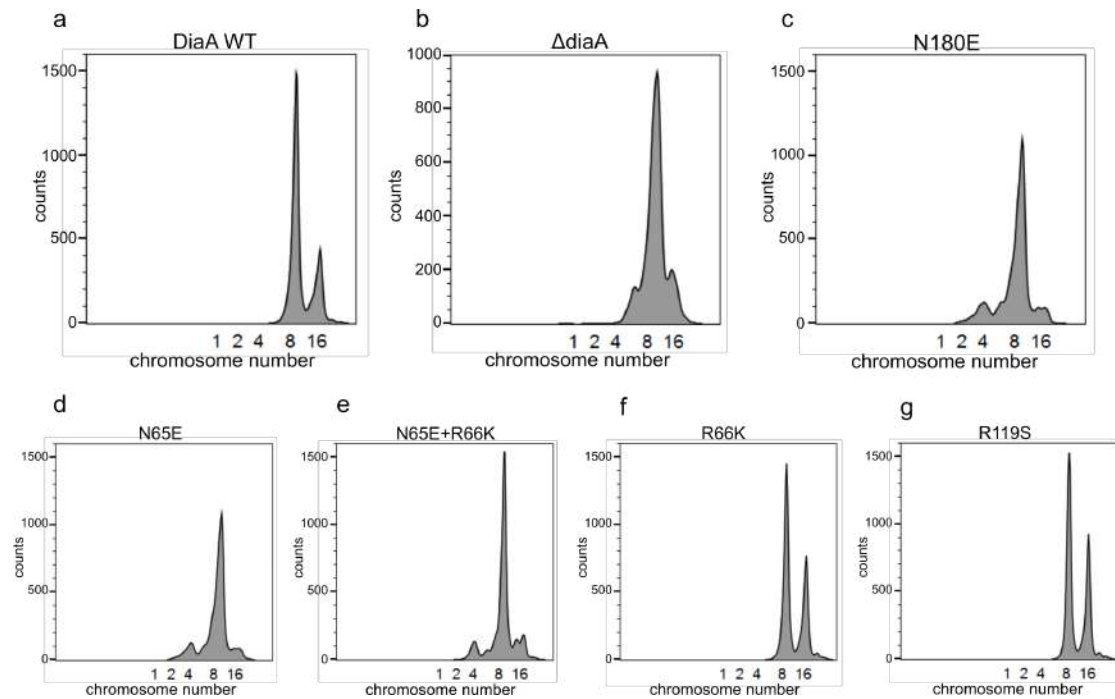 a
DiaA WT
1500
1000
500
0
counts
1 2 4 8 16
chromosome number
b
ΔdiaA
1000
800
600
400
200
0
counts
1 2 4 8 16
chromosome number
c
N180E
1500
1000
500
0
counts
1 2 4 8 16
chromosome number
d
N65E
1500
1000
500
0
counts
1 2 4 8 16
chromosome number
e
N65E+R66K
1500
1000
500
0
counts
1 2 4 8 16
chromosome number
f
R66K
1500
1000
500
0
counts
1 2 4 8 16
chromosome number
g
R119S
1500
1000
500
0
counts
1 2 4 8 16
chromosome number